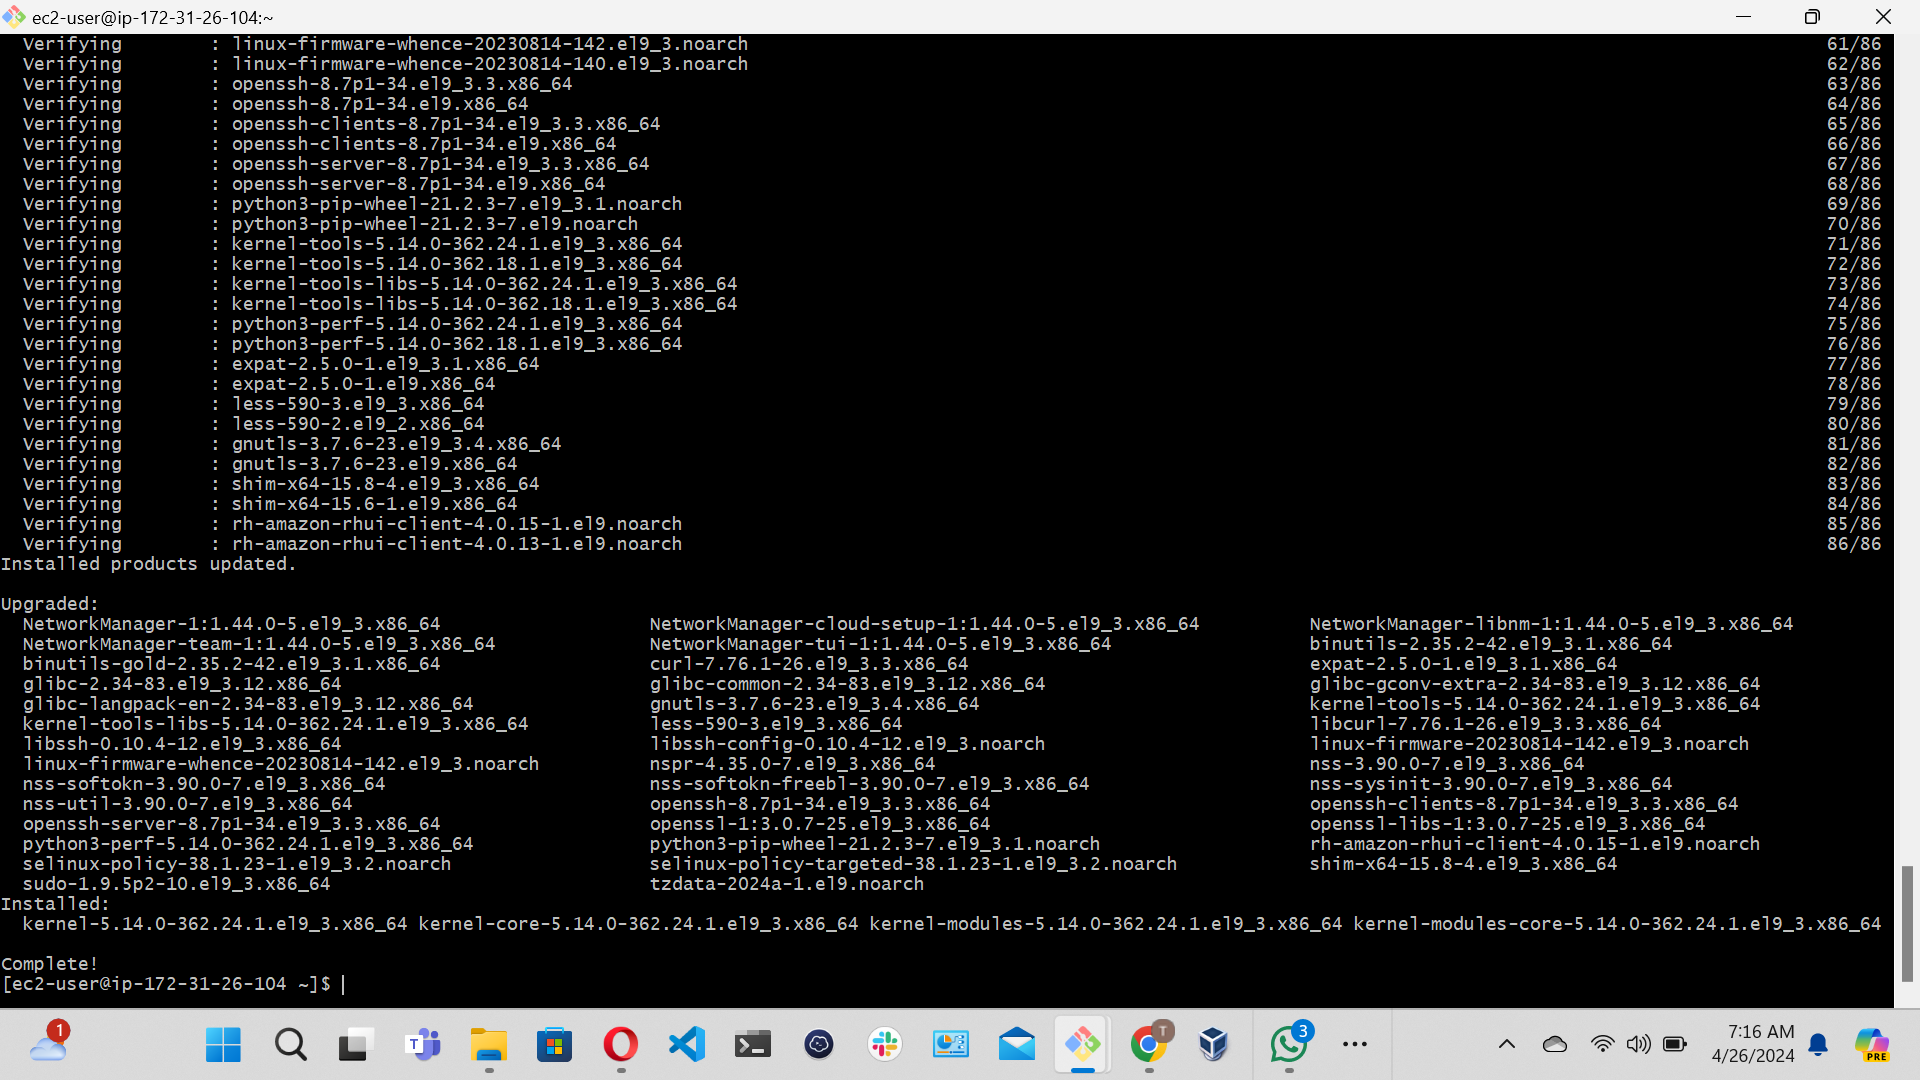 ec2-user@ip-172-31-26-104:~
Verifying : linux-firmware-whence-20230814-142.el9_3.noarch 61/86
Verifying : linux-firmware-whence-20230814-140.el9_3.noarch 62/86
Verifying : openssh-8.7p1-34.el9_3.3.x86_64 63/86
Verifying : openssh-8.7p1-34.el9.x86_64 64/86
Verifying : openssh-clients-8.7p1-34.el9_3.3.x86_64 65/86
Verifying : openssh-clients-8.7p1-34.el9.x86_64 66/86
Verifying : openssh-server-8.7p1-34.el9_3.3.x86_64 67/86
Verifying : openssh-server-8.7p1-34.el9.x86_64 68/86
Verifying : python3-pip-wheel-21.2.3-7.el9_3.1.noarch 69/86
Verifying : python3-pip-wheel-21.2.3-7.el9.noarch 70/86
Verifying : kernel-tools-5.14.0-362.24.1.el9_3.x86_64 71/86
Verifying : kernel-tools-5.14.0-362.18.1.el9_3.x86_64 72/86
Verifying : kernel-tools-libs-5.14.0-362.24.1.el9_3.x86_64 73/86
Verifying : kernel-tools-libs-5.14.0-362.18.1.el9_3.x86_64 74/86
Verifying : python3-perf-5.14.0-362.24.1.el9_3.x86_64 75/86
Verifying : python3-perf-5.14.0-362.18.1.el9_3.x86_64 76/86
Verifying : expat-2.5.0-1.el9_3.1.x86_64 77/86
Verifying : expat-2.5.0-1.el9.x86_64 78/86
Verifying : less-590-3.el9_3.x86_64 79/86
Verifying : less-590-2.el9_2.x86_64 80/86
Verifying : gnutls-3.7.6-23.el9_3.4.x86_64 81/86
Verifying : gnutls-3.7.6-23.el9.x86_64 82/86
Verifying : shim-x64-15.8-4.el9_3.x86_64 83/86
Verifying : shim-x64-15.6-1.el9.x86_64 84/86
Verifying : rh-amazon-rhui-client-4.0.15-1.el9.noarch 85/86
Verifying : rh-amazon-rhui-client-4.0.13-1.el9.noarch 86/86
Installed products updated.
Upgraded:
NetworkManager-1:1.44.0-5.el9_3.x86_64 NetworkManager-cloud-setup-1:1.44.0-5.el9_3.x86_64 NetworkManager-libnm-1:1.44.0-5.el9_3.x86_64
NetworkManager-team-1:1.44.0-5.el9_3.x86_64 NetworkManager-tui-1:1.44.0-5.el9_3.x86_64 binutils-2.35.2-42.el9_3.1.x86_64
binutils-gold-2.35.2-42.el9_3.1.x86_64 curl-7.76.1-26.el9_3.3.x86_64 expat-2.5.0-1.el9_3.1.x86_64
glibc-2.34-83.el9_3.12.x86_64 glibc-common-2.34-83.el9_3.12.x86_64 glibc-gconv-extra-2.34-83.el9_3.12.x86_64
glibc-langpack-en-2.34-83.el9_3.12.x86_64 gnutls-3.7.6-23.el9_3.4.x86_64 kernel-tools-5.14.0-362.24.1.el9_3.x86_64
kernel-tools-libs-5.14.0-362.24.1.el9_3.x86_64 less-590-3.el9_3.x86_64 libcurl-7.76.1-26.el9_3.3.x86_64
libssh-0.10.4-12.el9_3.x86_64 libssh-config-0.10.4-12.el9_3.noarch linux-firmware-20230814-142.el9_3.noarch
linux-firmware-whence-20230814-142.el9_3.noarch nspr-4.35.0-7.el9_3.x86_64 nss-3.90.0-7.el9_3.x86_64
nss-softokn-3.90.0-7.el9_3.x86_64 nss-softokn-freebl-3.90.0-7.el9_3.x86_64 nss-sysinit-3.90.0-7.el9_3.x86_64
nss-util-3.90.0-7.el9_3.x86_64 openssh-8.7p1-34.el9_3.3.x86_64 openssh-clients-8.7p1-34.el9_3.3.x86_64
openssh-server-8.7p1-34.el9_3.3.x86_64 openssl-1:3.0.7-25.el9_3.x86_64 openssl-libs-1:3.0.7-25.el9_3.x86_64
python3-perf-5.14.0-362.24.1.el9_3.x86_64 python3-pip-wheel-21.2.3-7.el9_3.1.noarch rh-amazon-rhui-client-4.0.15-1.el9.noarch
selinux-policy-38.1.23-1.el9_3.2.noarch selinux-policy-targeted-38.1.23-1.el9_3.2.noarch shim-x64-15.8-4.el9_3.x86_64
sudo-1.9.5p2-10.el9_3.x86_64 tzdata-2024a-1.el9.noarch
Installed:
kernel-5.14.0-362.24.1.el9_3.x86_64 kernel-core-5.14.0-362.24.1.el9_3.x86_64 kernel-modules-5.14.0-362.24.1.el9_3.x86_64 kernel-modules-core-5.14.0-362.24.1.el9_3.x86_64
Complete!
[ec2-user@ip-172-31-26-104 ~]$
1
T
T
3
7:16 AM
4/26/2024
PRE